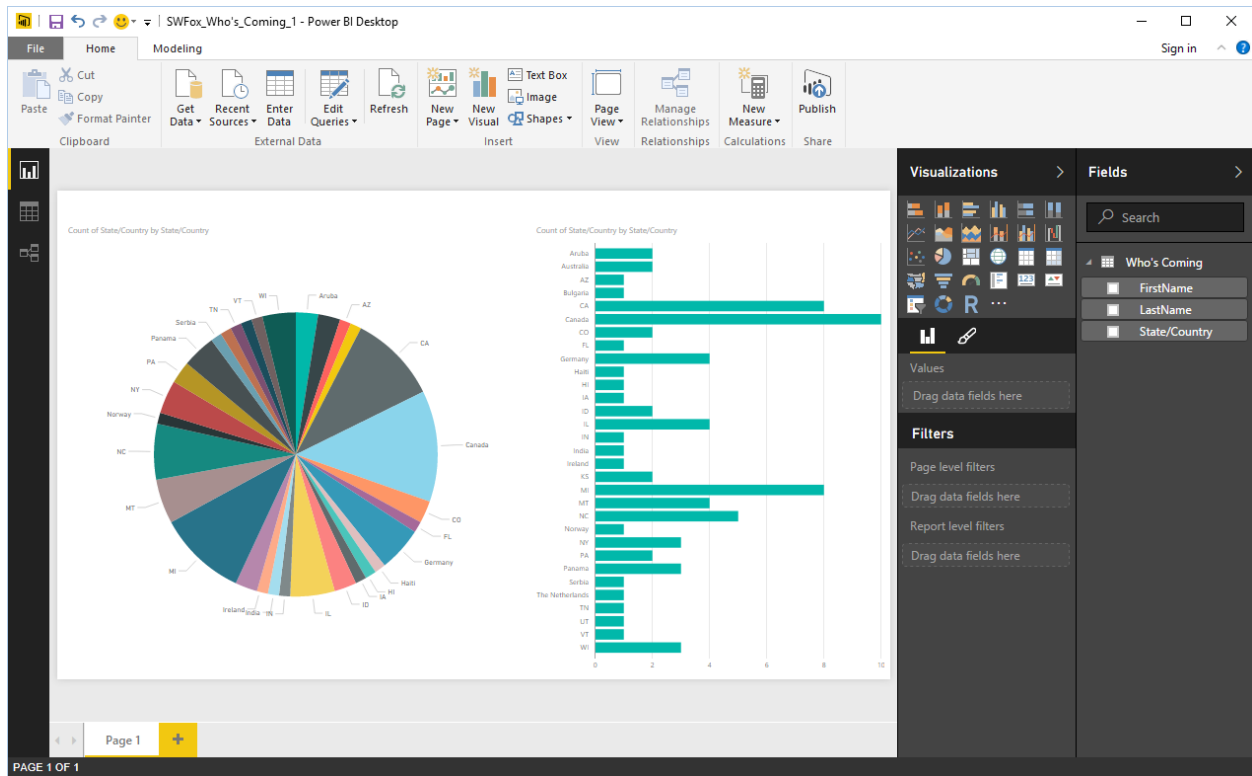 SWFox_Who's_Coming_1 - Power BI Desktop
File Home Modeling Sign in
Paste
Cut
Copy
Format Painter
Clipboard
Get Data
Recent Sources
Enter Data
Edit Queries
Refresh
External Data
New Page
New Visual
Text Box
Image
Shapes
Insert
Page View
View
Manage Relationships
Relationships
New Measure
Calculations
Publish
Share
Count of State/Country by State/Country
WI
VT
TN
Serbia
Panama
PA
NY
Norway
NC
MT
MI
Ireland
India
IN
IL
ID
IA
HI
Haiti
Germany
FL
CO
Canada
CA
AZ
Aruba
Count of State/Country by State/Country
Aruba
Australia
AZ
Bulgaria
CA
Canada
CO
FL
Germany
Haiti
HI
IA
ID
IL
IN
India
Ireland
KS
MI
MT
NC
Norway
NY
PA
Panama
Serbia
The Netherlands
TN
UT
VT
WI
0 2 4 6 8 10
Visualizations
123
R
Values
Drag data fields here
Filters
Page level filters
Drag data fields here
Report level filters
Drag data fields here
Fields
Search
Who's Coming
FirstName
LastName
State/Country
Page 1
PAGE 1 OF 1